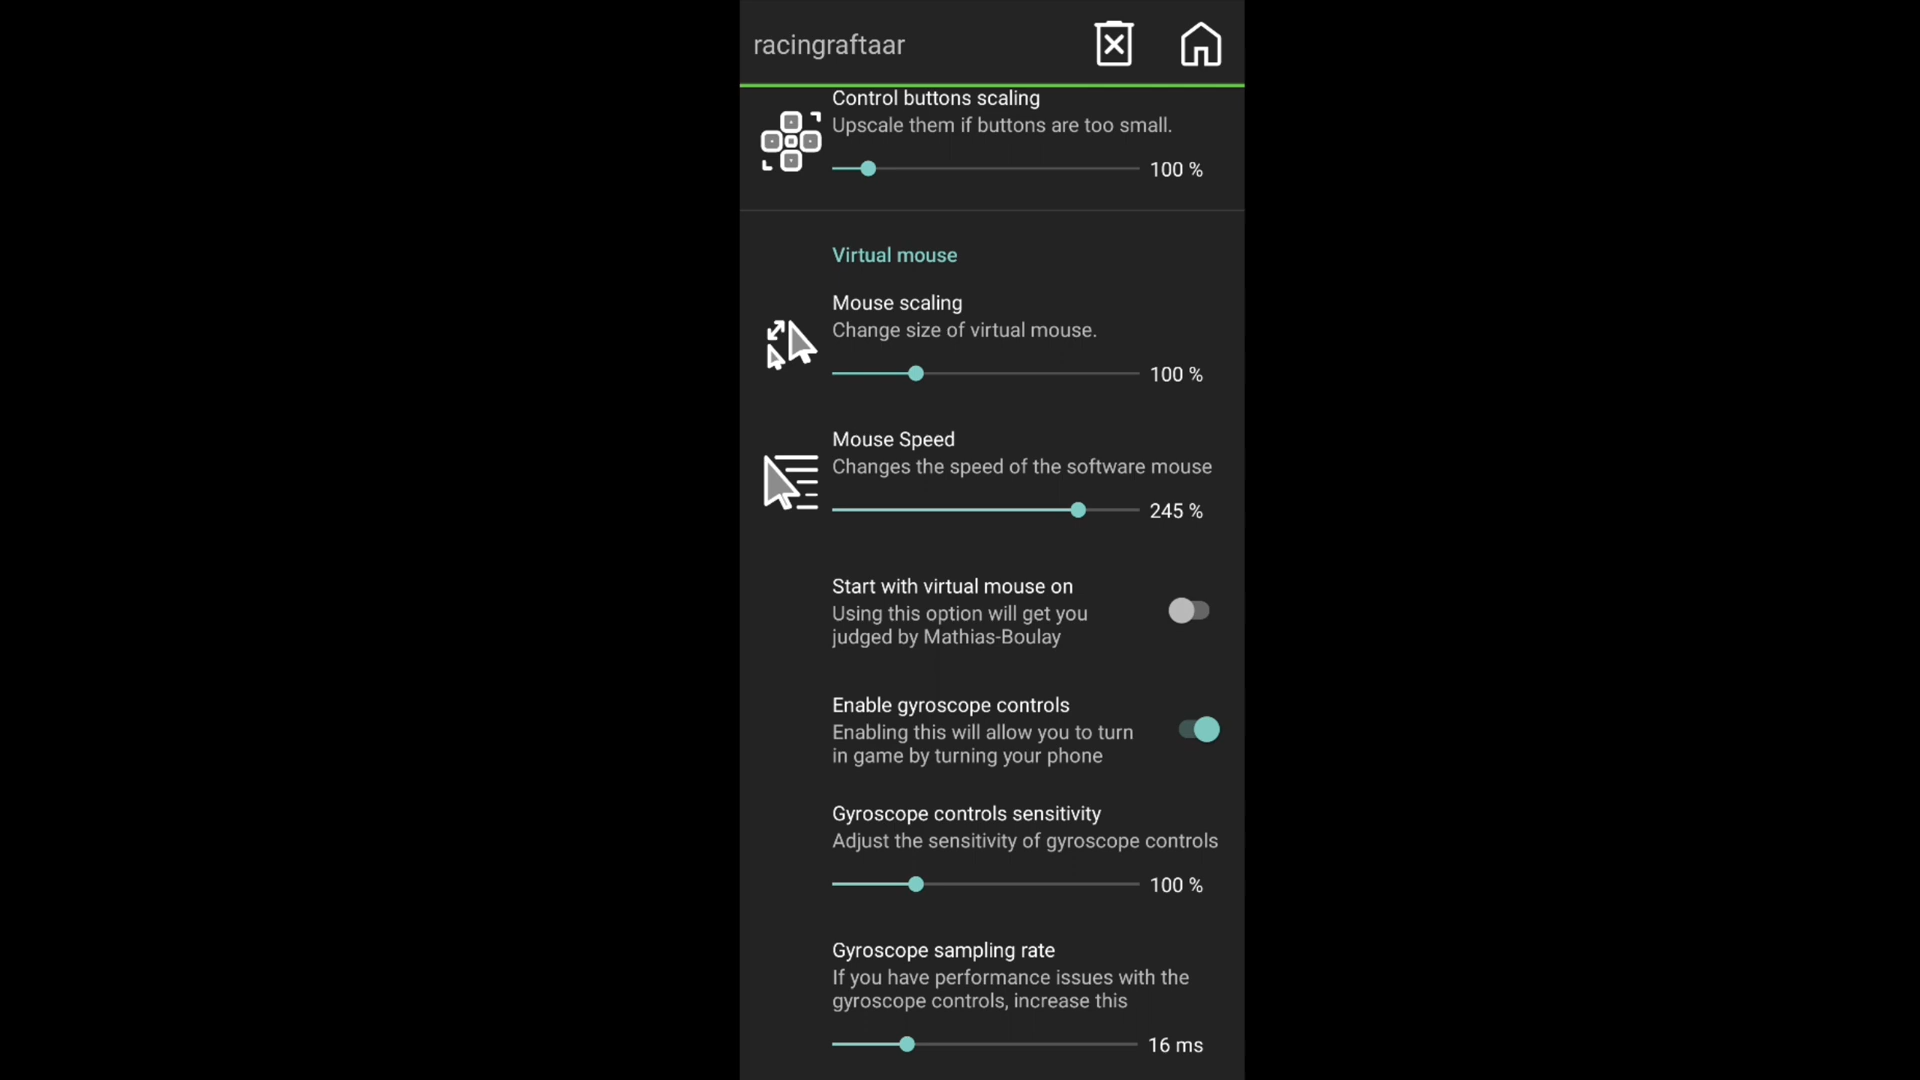 racingraftaar
Control buttons scaling
Upscale them if buttons are too small.
100 %
Virtual mouse
Mouse scaling
Change size of virtual mouse.
100 %
Mouse Speed
Changes the speed of the software mouse
245 %
Start with virtual mouse on
Using this option will get you
judged by Mathias-Boulay
Enable gyroscope controls
Enabling this will allow you to turn
in game by turning your phone
Gyroscope controls sensitivity
Adjust the sensitivity of gyroscope controls
100 %
Gyroscope sampling rate
If you have performance issues with the
gyroscope controls, increase this
16 ms